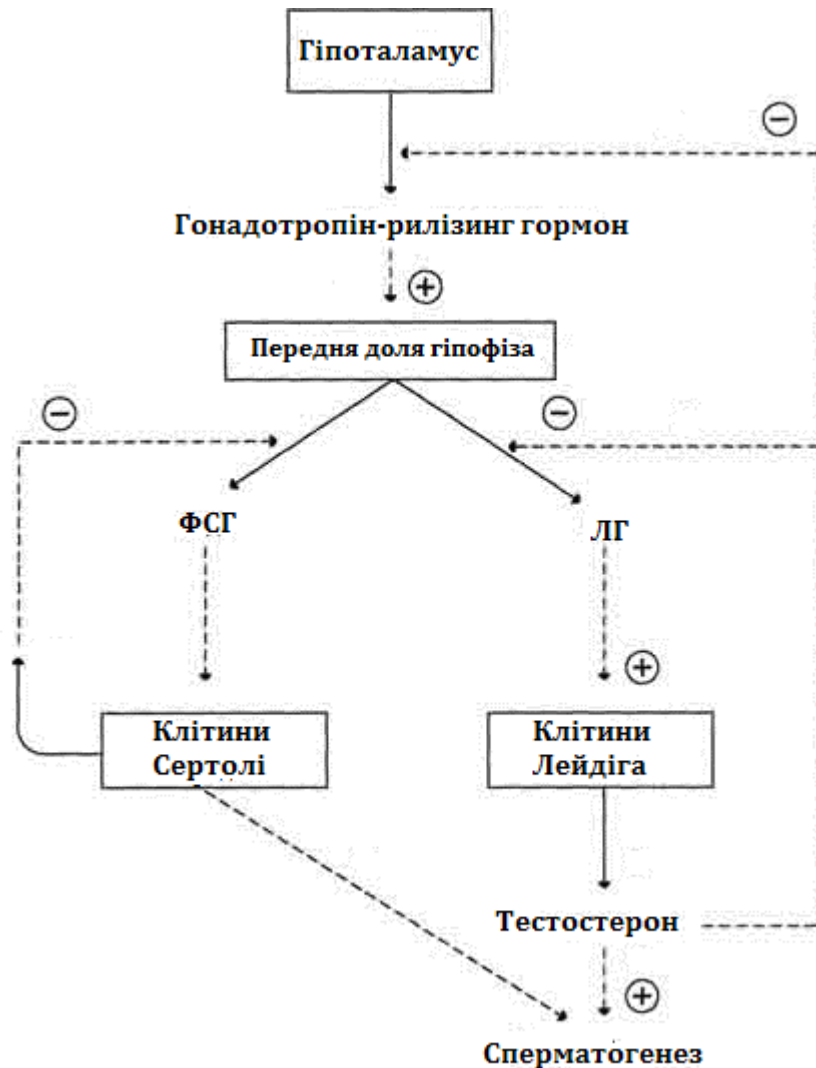 Гіпоталамус
−
Гонадотропін-рилізинг гормон
+
Передня доля гіпофіза
−
−
ФСГ
ЛГ
+
Клітини
Сертолі
Клітини
Лейдіга
Тестостерон
+
Сперматогенез